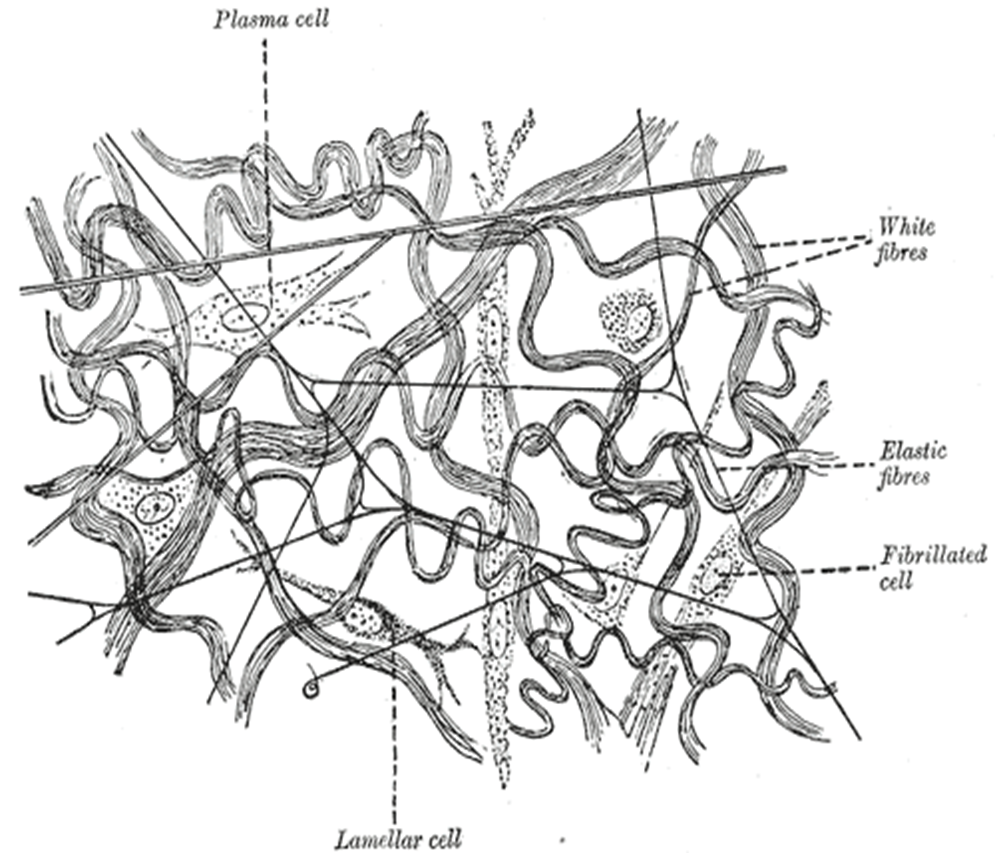 Plasma cell
White
fibres
Elastic
fibres
Fibrillated
cell
Lamellar cell